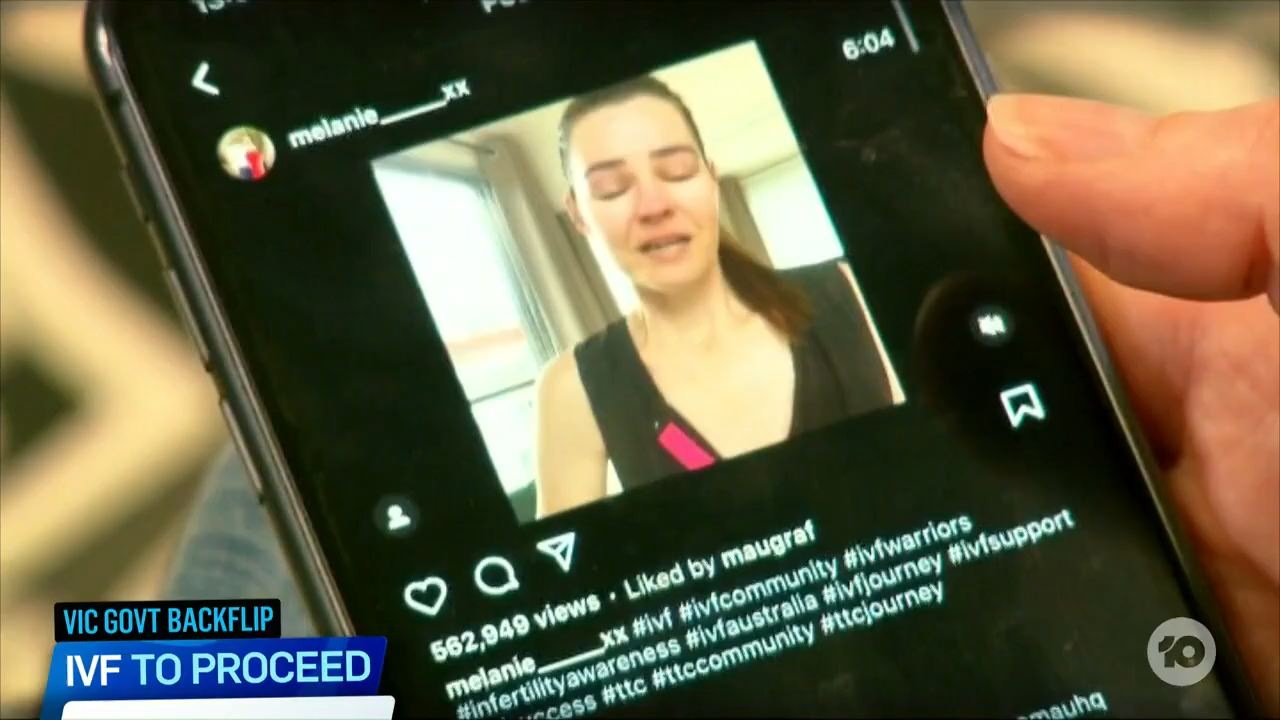 6:04
melanie_____xx
562,949 views · Liked by maugraf
melanie_____xx #ivf #ivfcommunity #ivfwarriors
#infertilityawareness #ivfaustralia #ivfjourney #ivfsupport
#ttc #ttccommunity #ttcjourney
VIC GOVT BACKFLIP
IVF TO PROCEED
10